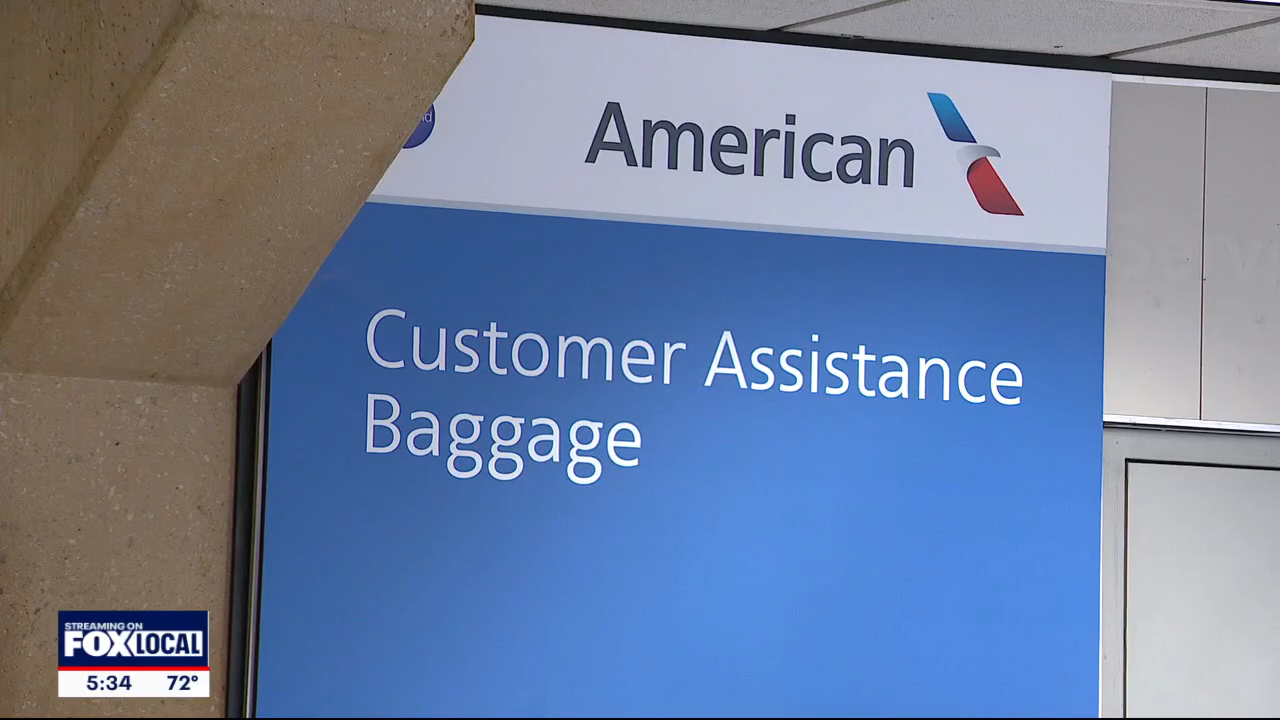 American
Customer Assistance
Baggage
STREAMING ON
FOX LOCAL
5:34 72°